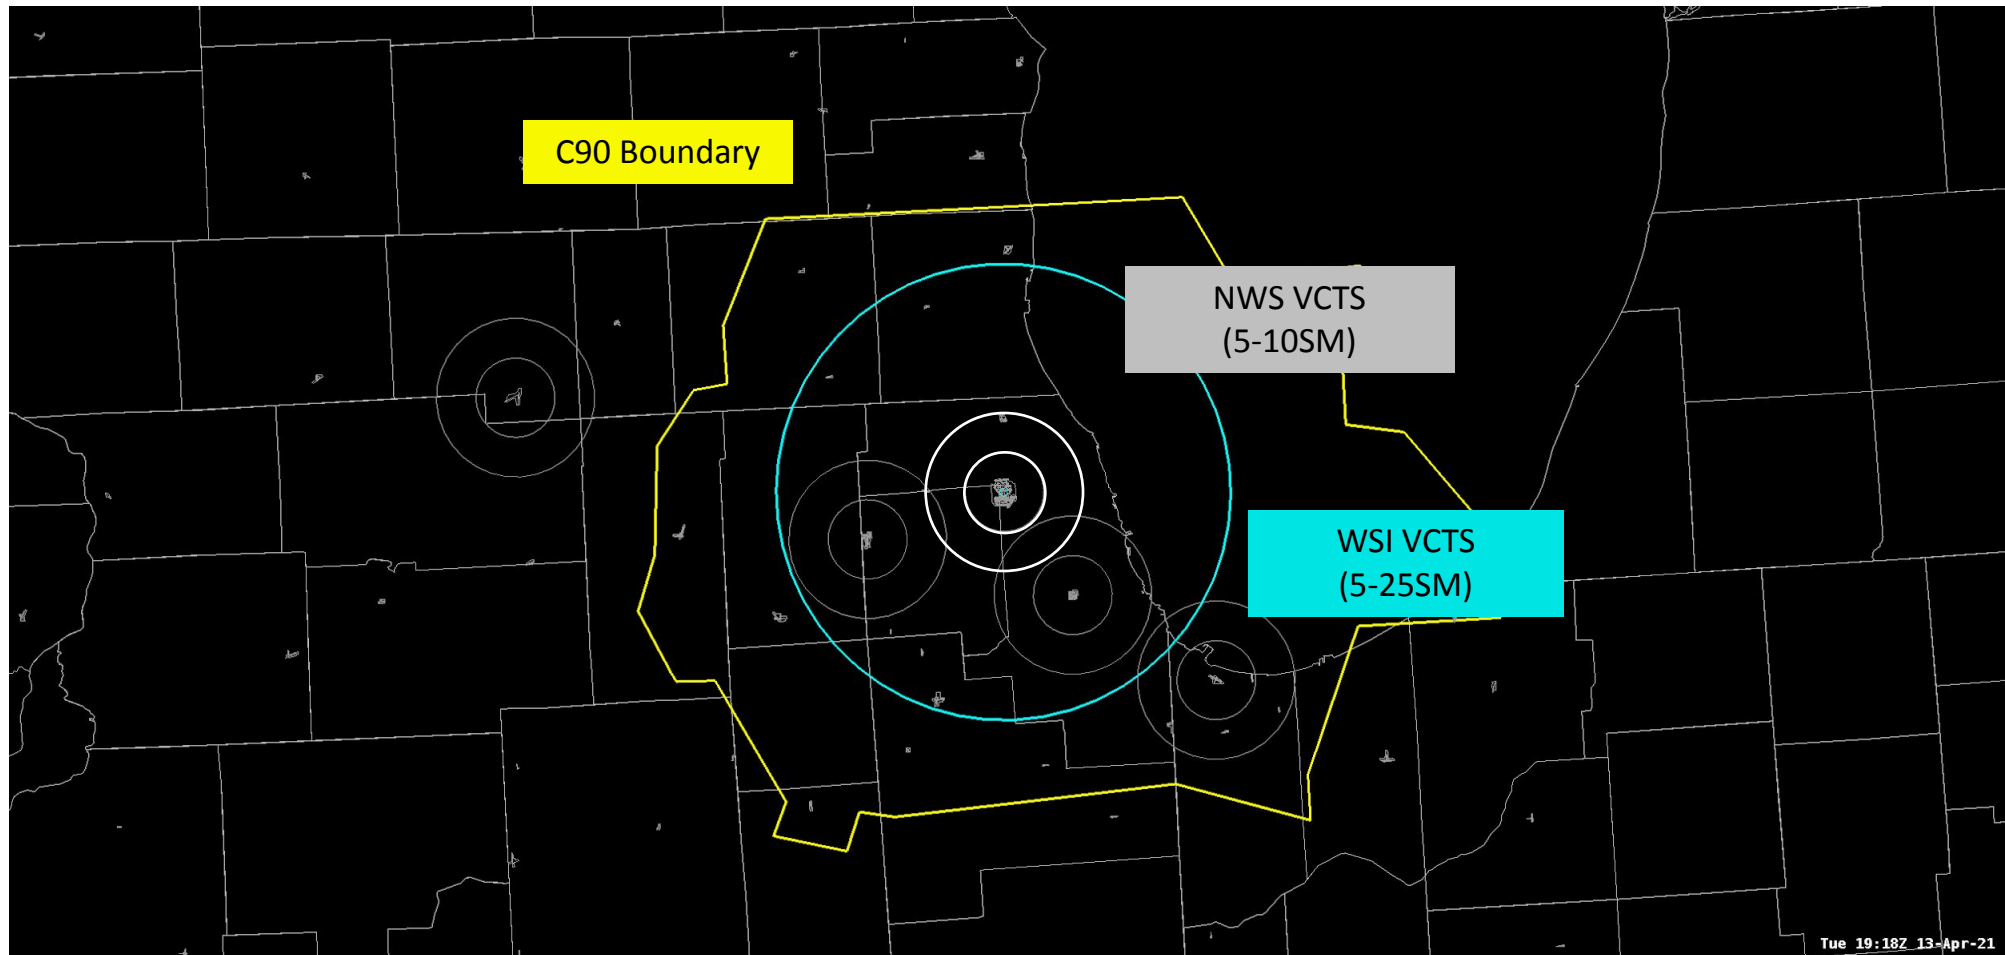 C90 Boundary
NWS VCTS
(5-10SM)
WSI VCTS
(5-25SM)
Tue 19:18Z 13-Apr-21